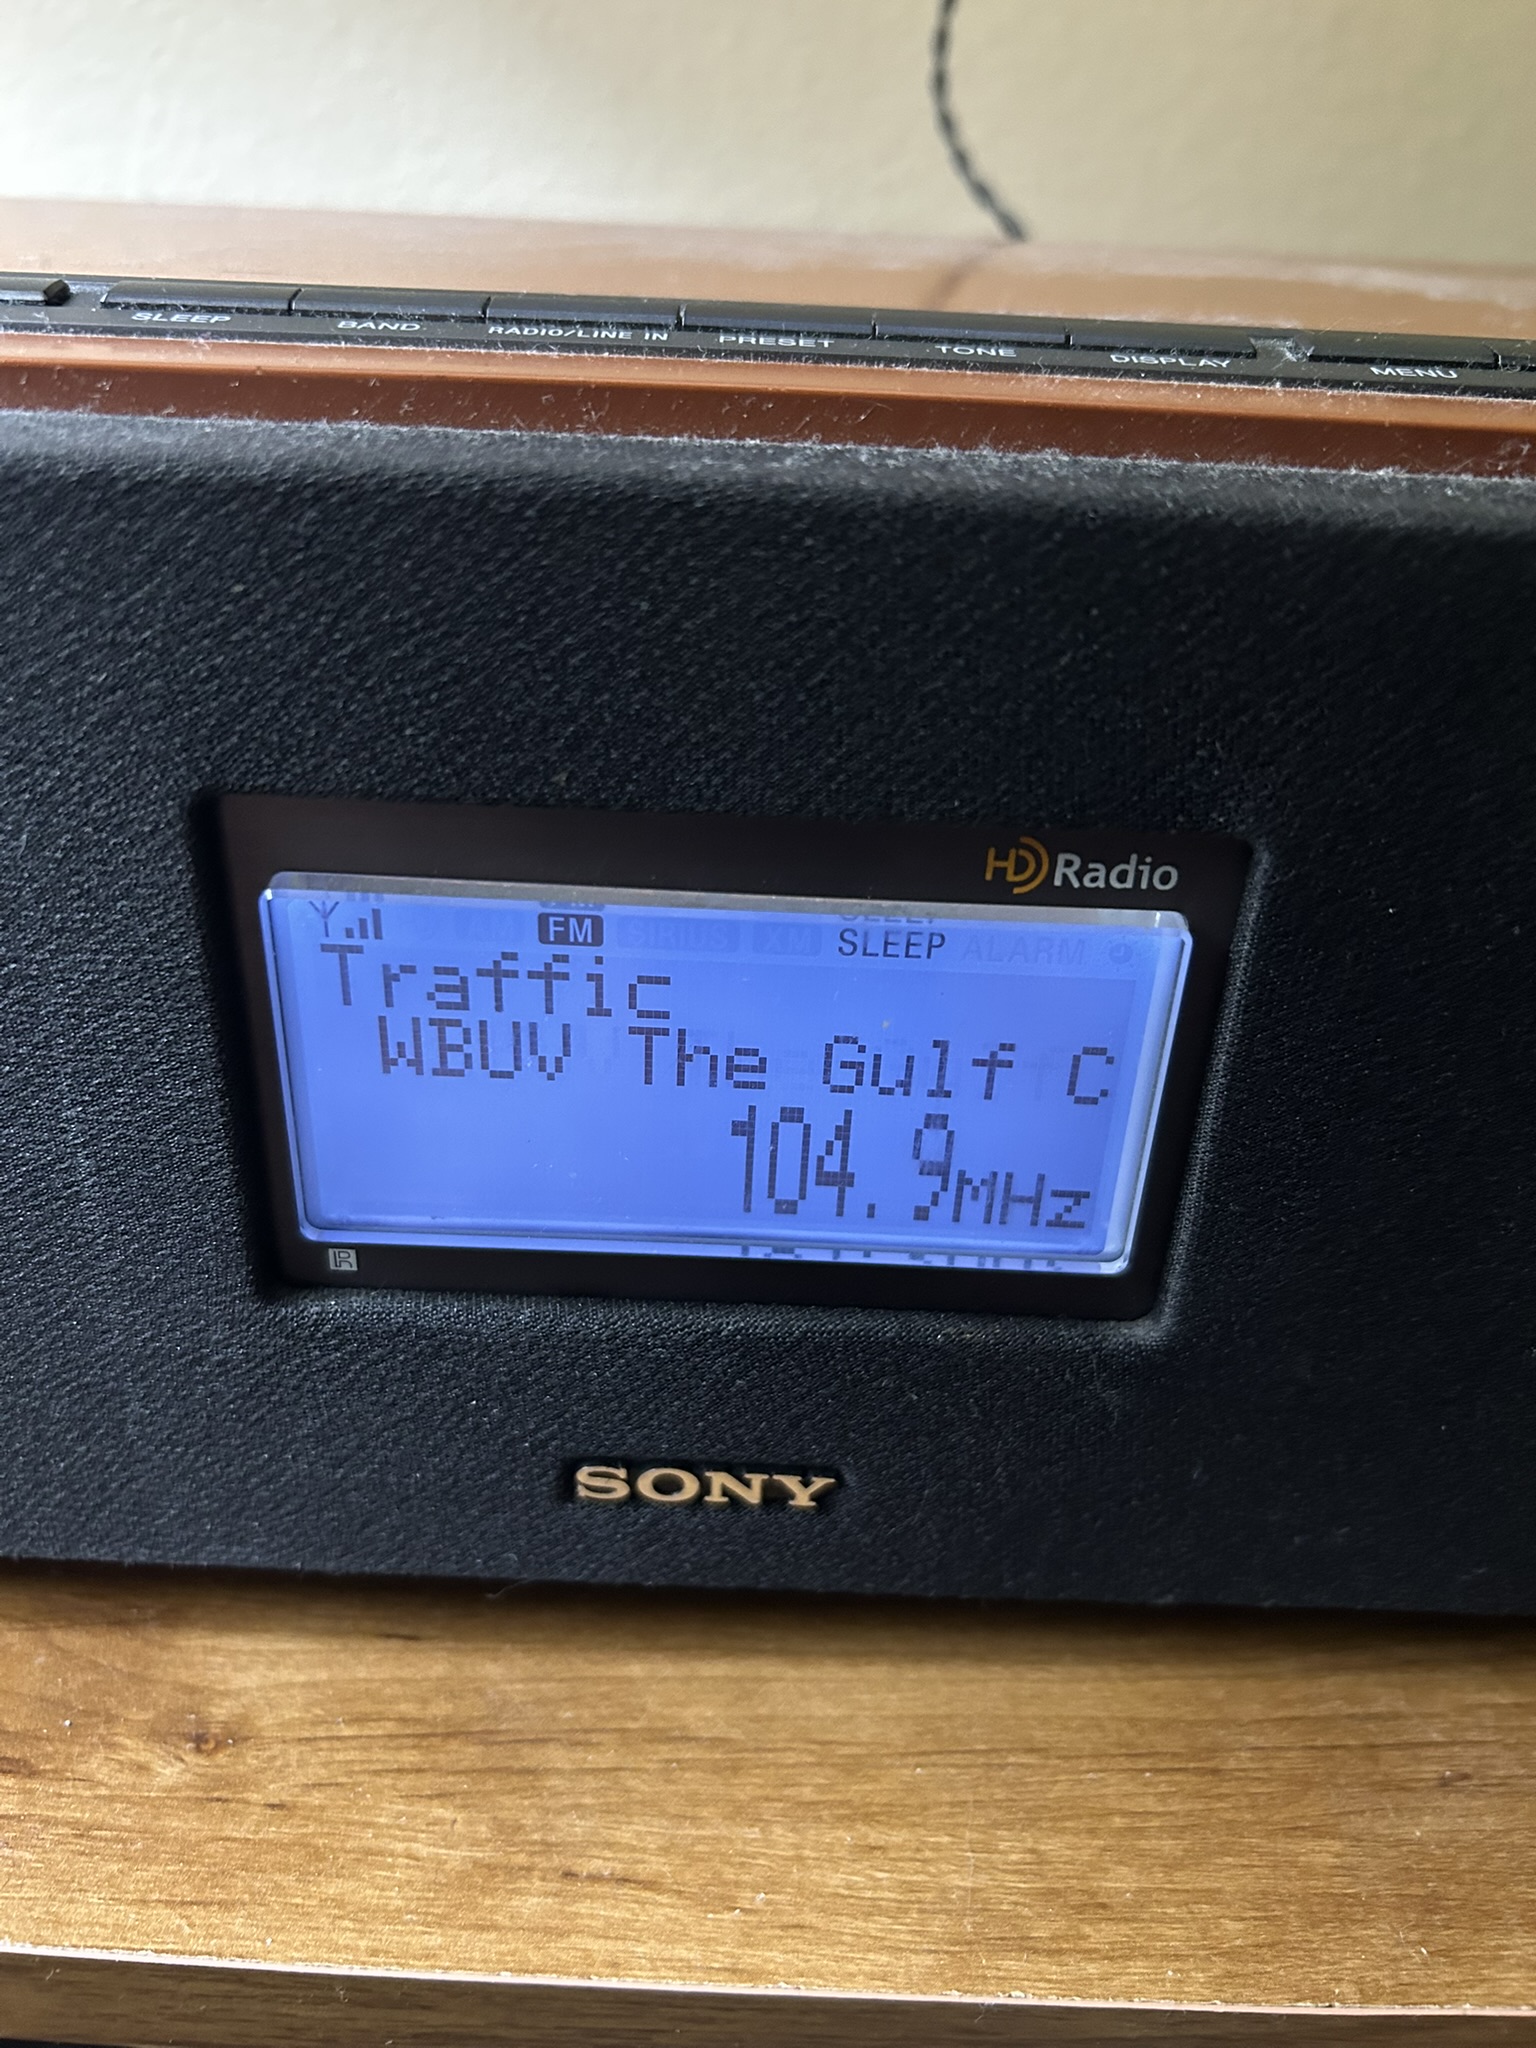 SLEEP BAND RADIO/LINE IN PRESET TONE DISPLAY MENU
HD Radio
AM FM SIRIUS XM SLEEP ALARM
Traffic
WBUV The Gulf C
104.9MHz
SONY